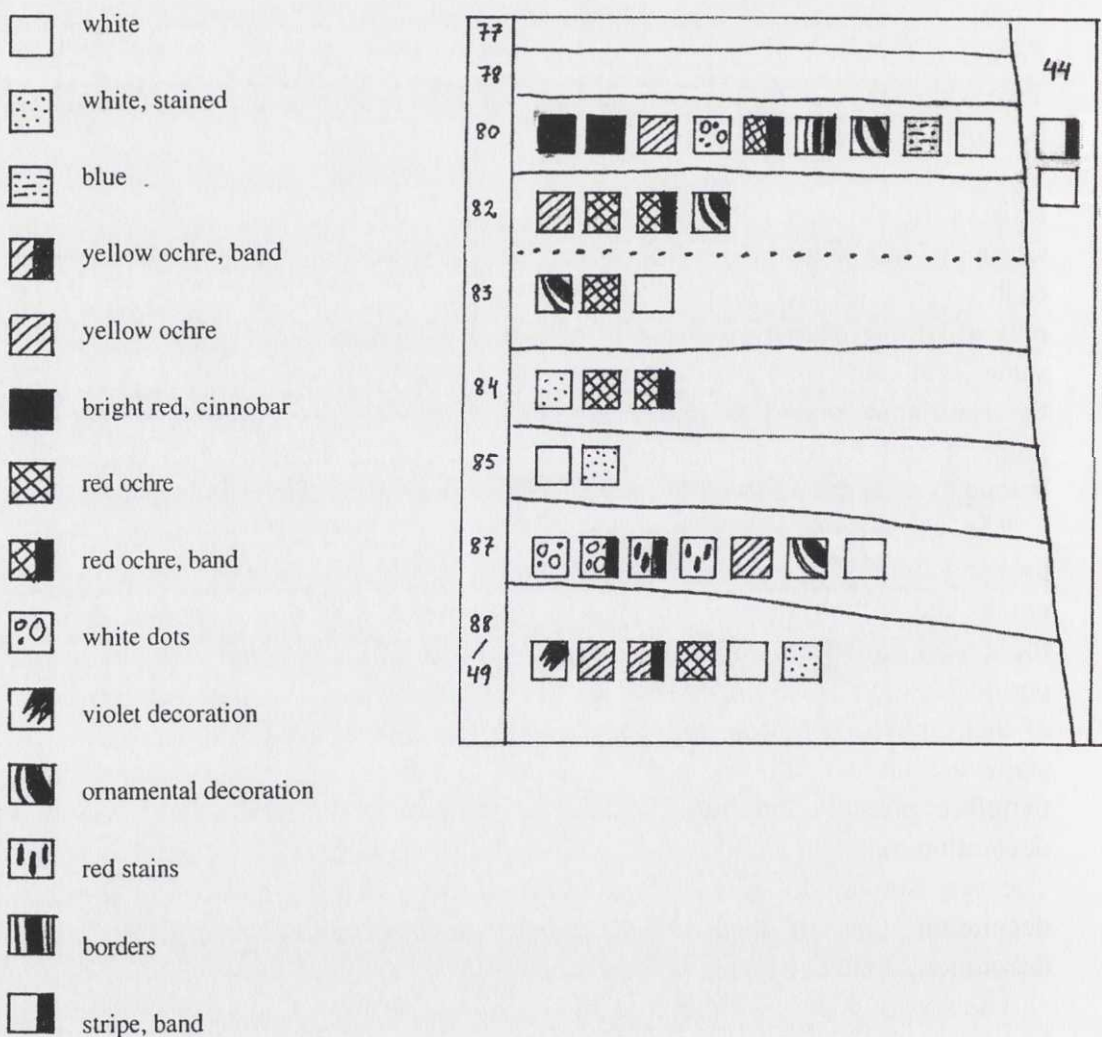 white
white, stained
blue
yellow ochre, band
yellow ochre
bright red, cinnobar
red ochre
red ochre, band
white dots
violet decoration
ornamental decoration
red stains
borders
stripe, band
77
78
44
80
82
83
84
85
87
88
/
49